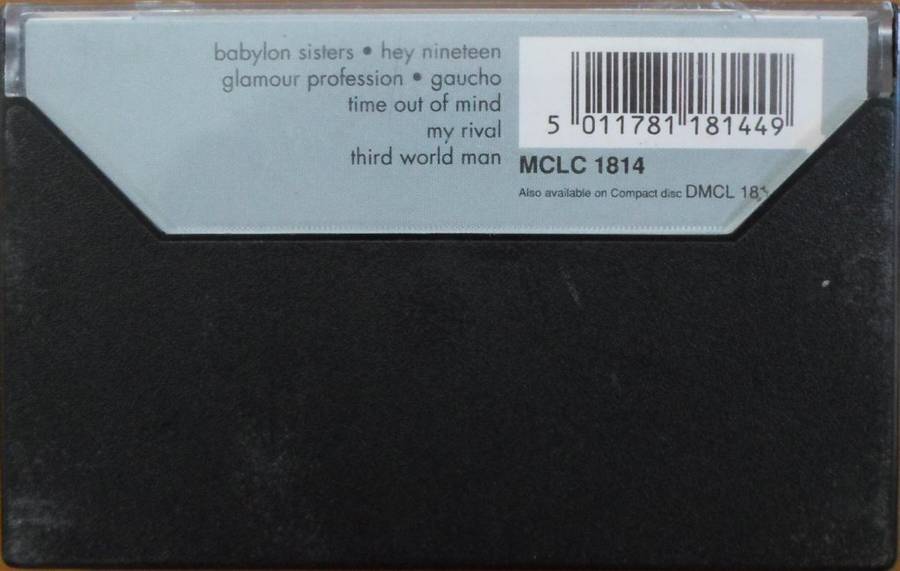 babylon sisters • hey nineteen
glamour profession • gaucho
time out of mind
my rival
third world man
5 011781 181449
MCLC 1814
Also available on Compact disc DMCL